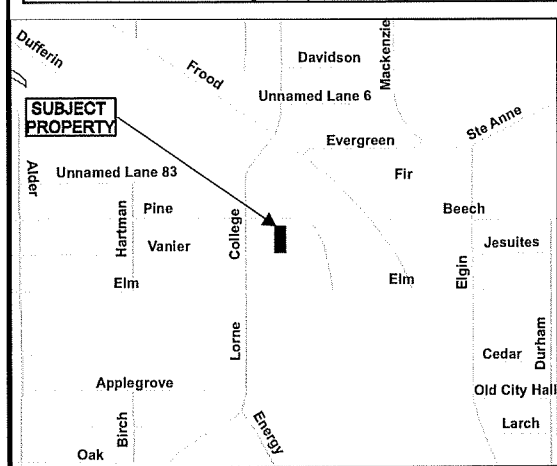 Dufferin
Frood
Davidson
Mackenzie
Unnamed Lane 6
SUBJECT
PROPERTY
Evergreen
Ste Anne
Alder
Unnamed Lane 83
Fir
Hartman
Pine
College
Beech
Vanier
Jesuites
Elm
Elm
Elgin
Lorne
Durham
Cedar
Applegrove
Old City Hall
Birch
Energy
Larch
Oak